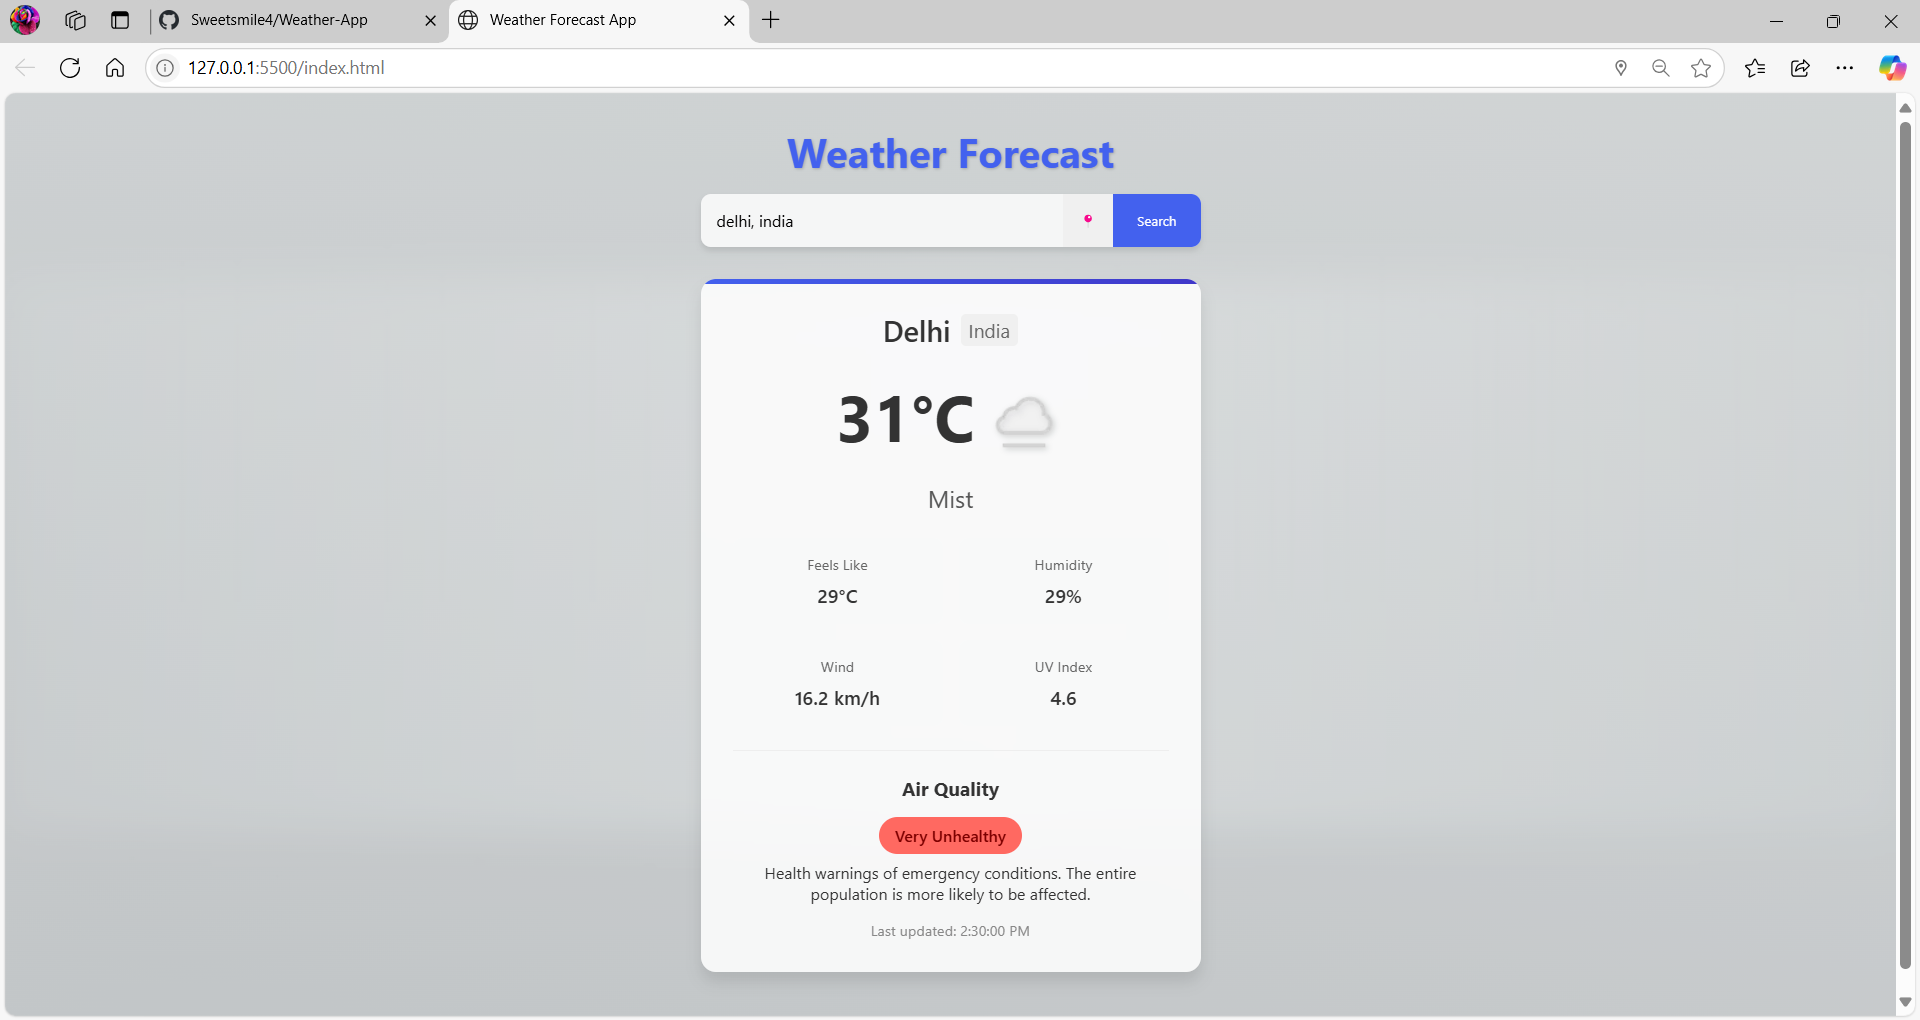 Sweetsmile4/Weather-App
Weather Forecast App
127.0.0.1:5500/index.html
Weather Forecast
delhi, india
Search
Delhi India
31°C
Mist
Feels Like Humidity
29°C 29%
Wind UV Index
16.2 km/h 4.6
Air Quality
Very Unhealthy
Health warnings of emergency conditions. The entire
population is more likely to be affected.
Last updated: 2:30:00 PM